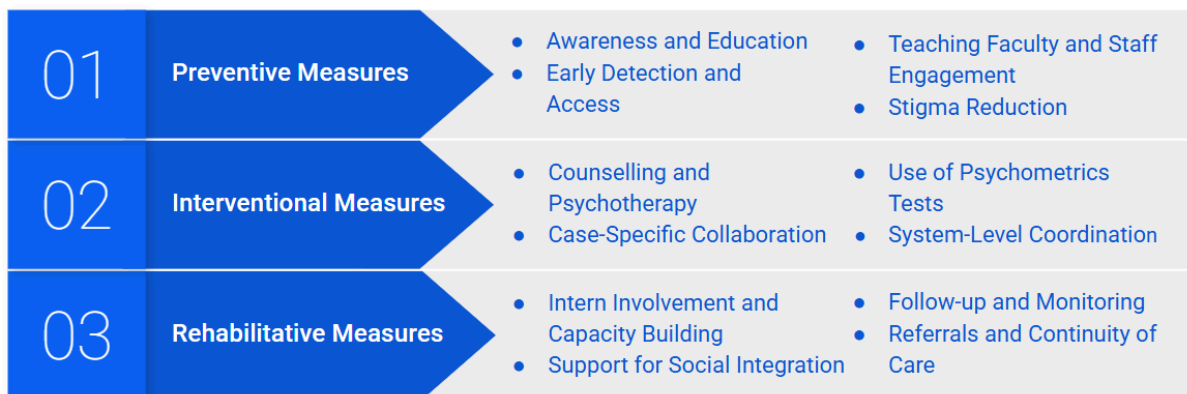 01
Preventive Measures
● Awareness and Education
● Early Detection and
Access
● Teaching Faculty and Staff
Engagement
● Stigma Reduction
02
Interventional Measures
● Counselling and
Psychotherapy
● Case-Specific Collaboration
● Use of Psychometrics
Tests
● System-Level Coordination
03
Rehabilitative Measures
● Intern Involvement and
Capacity Building
● Support for Social Integration
● Follow-up and Monitoring
● Referrals and Continuity of
Care